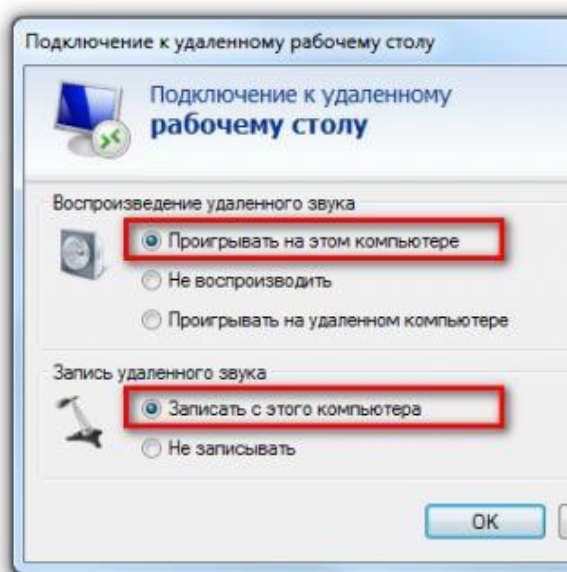 Подключение к удаленному рабочему столу
Подключение к удаленному
рабочему столу
Воспроизведение удаленного звука
Проигрывать на этом компьютере
Не воспроизводить
Проигрывать на удаленном компьютере
Запись удаленного звука
Записать с этого компьютера
Не записывать
OK